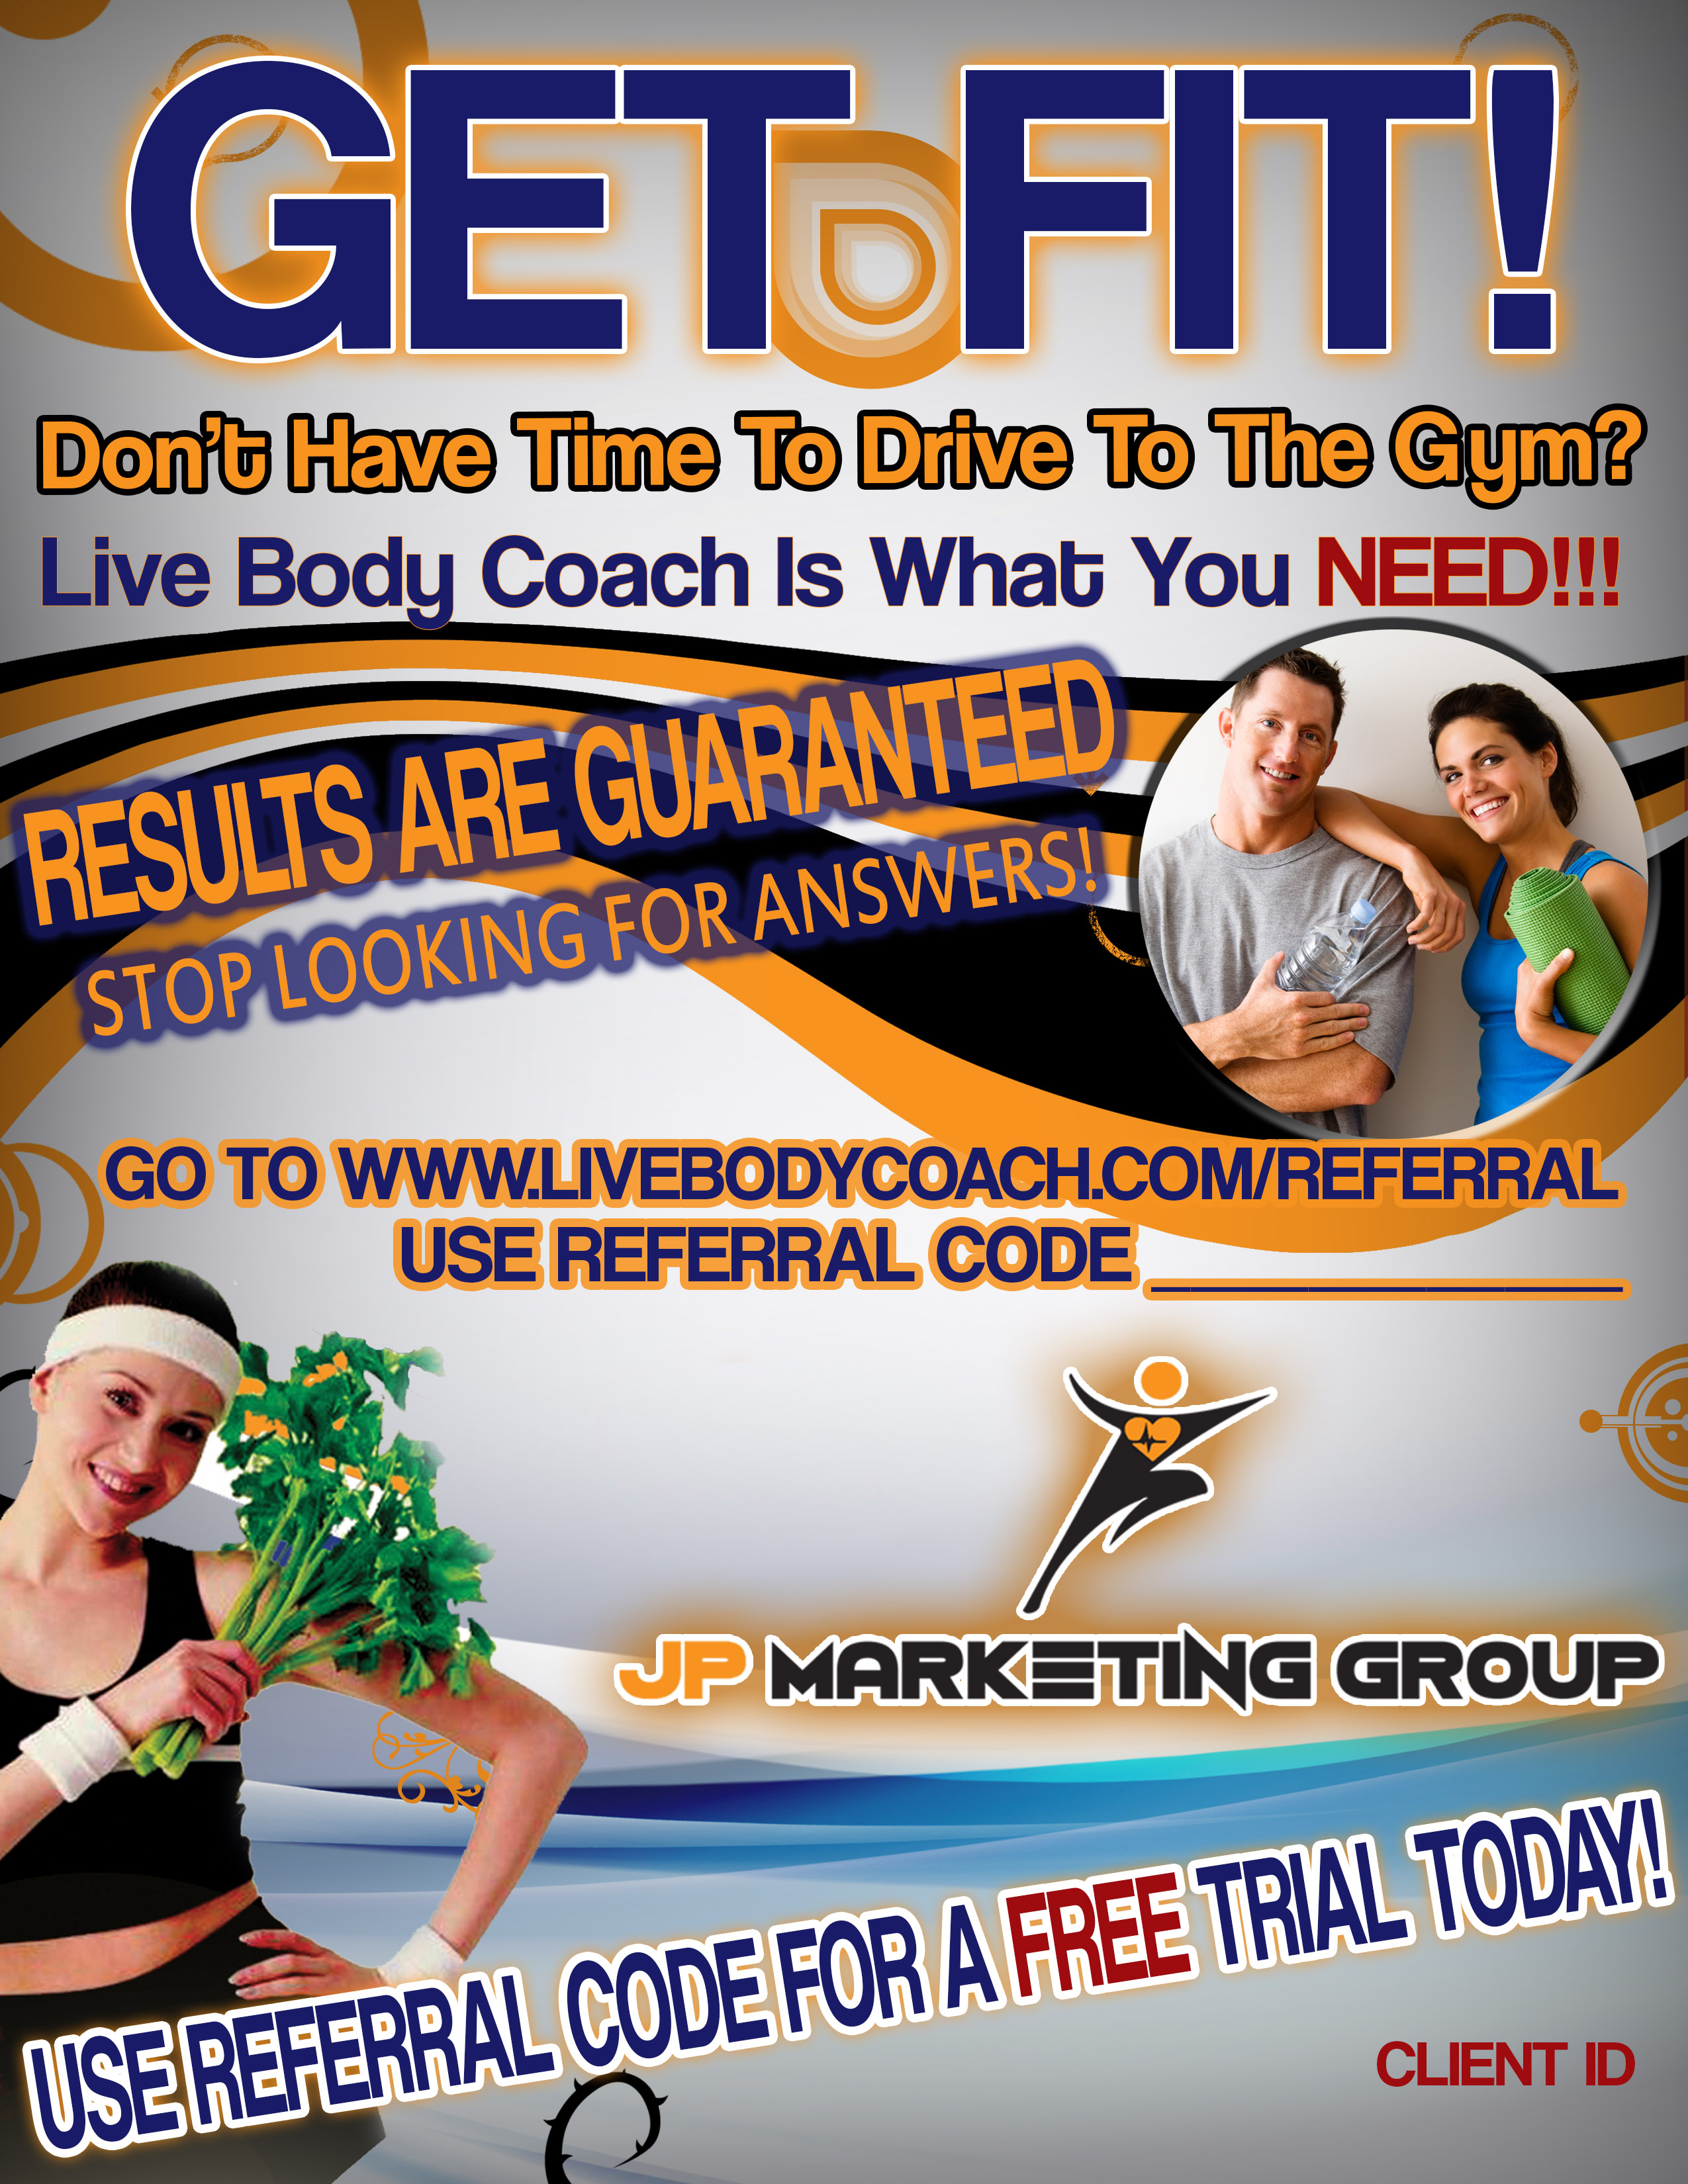 GET FIT!
Don't Have Time To Drive To The Gym?
Live Body Coach Is What You NEED!!!
RESULTS ARE GUARANTEED
STOP LOOKING FOR ANSWERS!
GO TO WWW.LIVEBODYCOACH.COM/REFERRAL
USE REFERRAL CODE ____________
JP MARKETING GROUP
USE REFERRAL CODE FOR A FREE TRIAL TODAY!
CLIENT ID